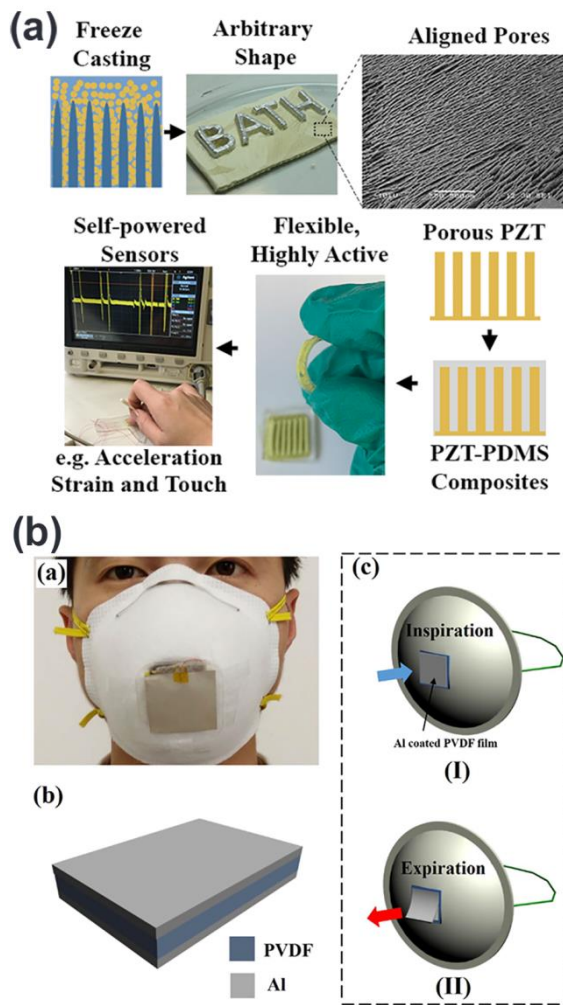 (a)
Freeze
Casting
Arbitrary
Shape
Aligned Pores
BATH
Self-powered
Sensors
Flexible,
Highly Active
Porous PZT
e.g. Acceleration
Strain and Touch
PZT-PDMS
Composites
(b)
(a)
(c)
Inspiration
Al coated PVDF film
(I)
(b)
Expiration
PVDF
Al
(II)